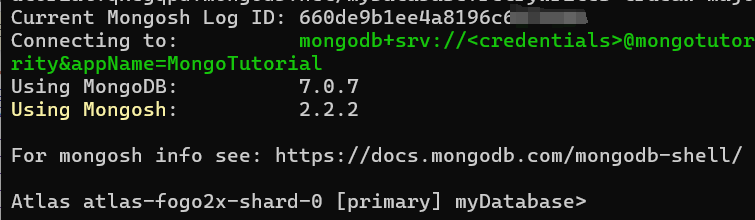 Current Mongosh Log ID: 660de9b1ee4a8196c6
Connecting to: mongodb+srv://<credentials>@mongotutor
rity&appName=MongoTutorial
Using MongoDB: 7.0.7
Using Mongosh: 2.2.2
For mongosh info see: https://docs.mongodb.com/mongodb-shell/
Atlas atlas-fogo2x-shard-0 [primary] myDatabase>